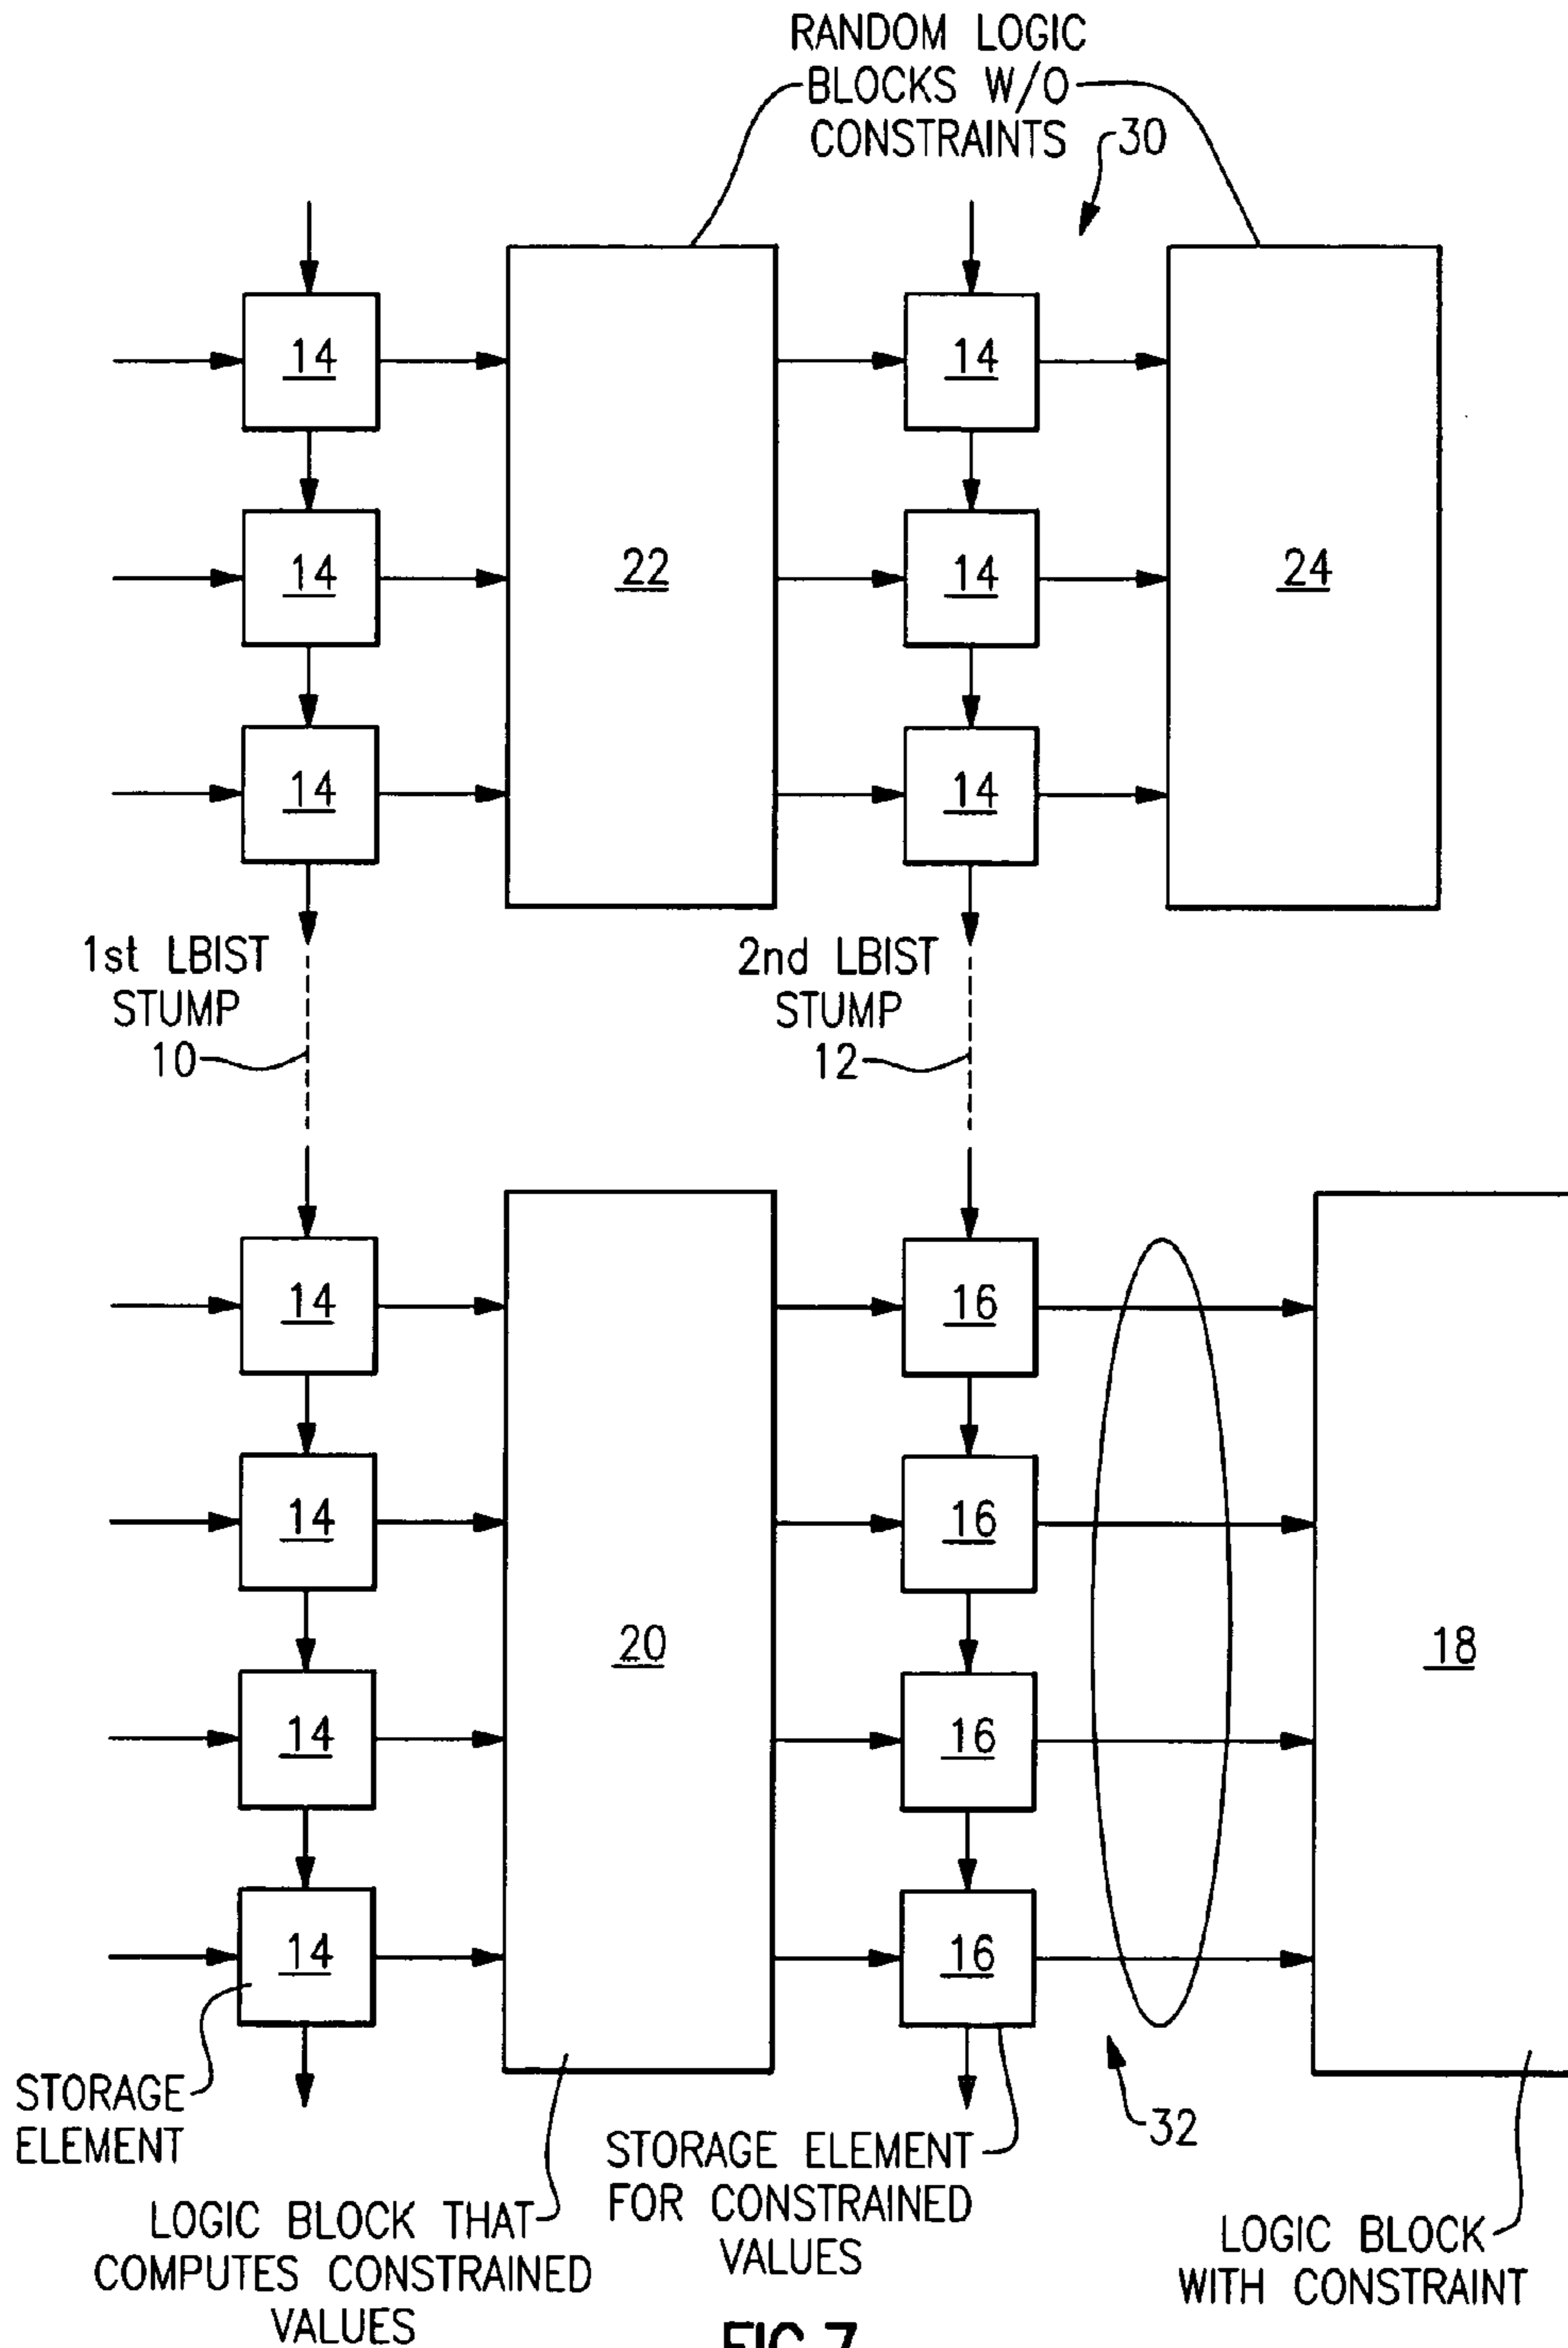 RANDOM LOGIC
BLOCKS W/O
CONSTRAINTS
30
14
14
22
14
14
24
14
14
1st LBIST
STUMP
10
2nd LBIST
STUMP
12
14
16
14
16
20
18
14
16
14
16
STORAGE
ELEMENT
32
STORAGE ELEMENT
FOR CONSTRAINED
VALUES
LOGIC BLOCK THAT
COMPUTES CONSTRAINED
VALUES
LOGIC BLOCK
WITH CONSTRAINT
FIG.7